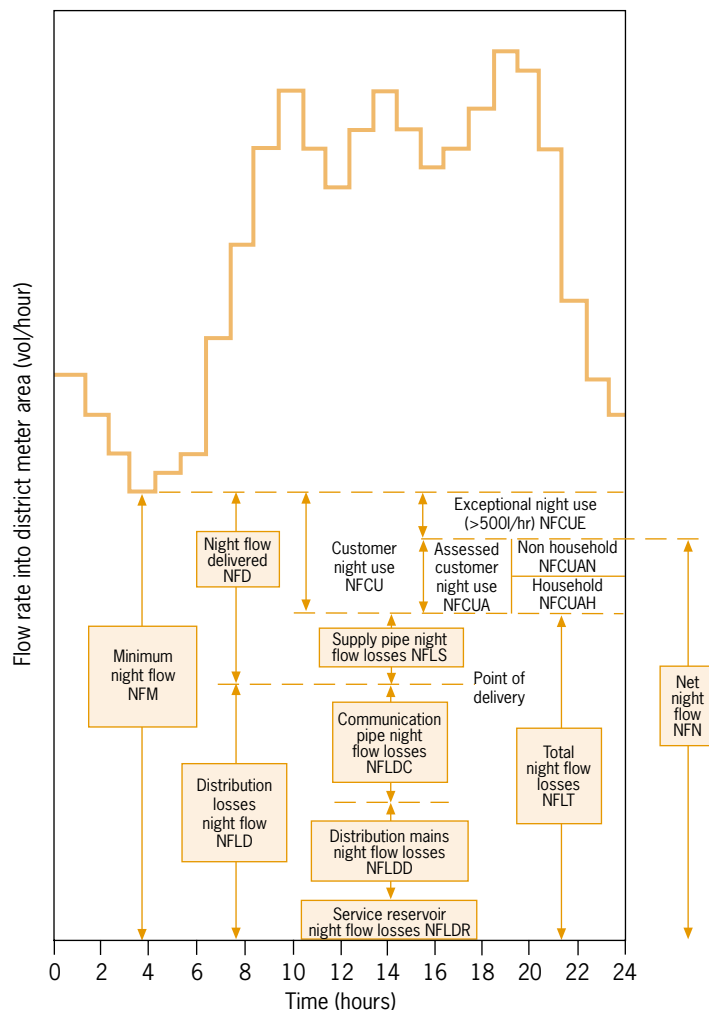 Flow rate into district meter area (vol/hour)
Exceptional night use
(>500l/hr) NFCUE
Night flow
delivered NFD
Customer
night use
NFCU
Assessed
customer
night use
NFCUA
Non household
NFCUAN
Household
NFCUAH
Supply pipe night
flow losses NFLS
Minimum
night flow
NFM
Point of
delivery
Net
night
flow
NFN
Communication
pipe night
flow losses
NFLDC
Total
night flow
losses
NFLT
Distribution
losses
night flow
NFLD
Distribution mains
night flow losses
NFLDD
Service reservoir
night flow losses NFLDR
0 2 4 6 8 10 12 14 16 18 20 22 24
Time (hours)